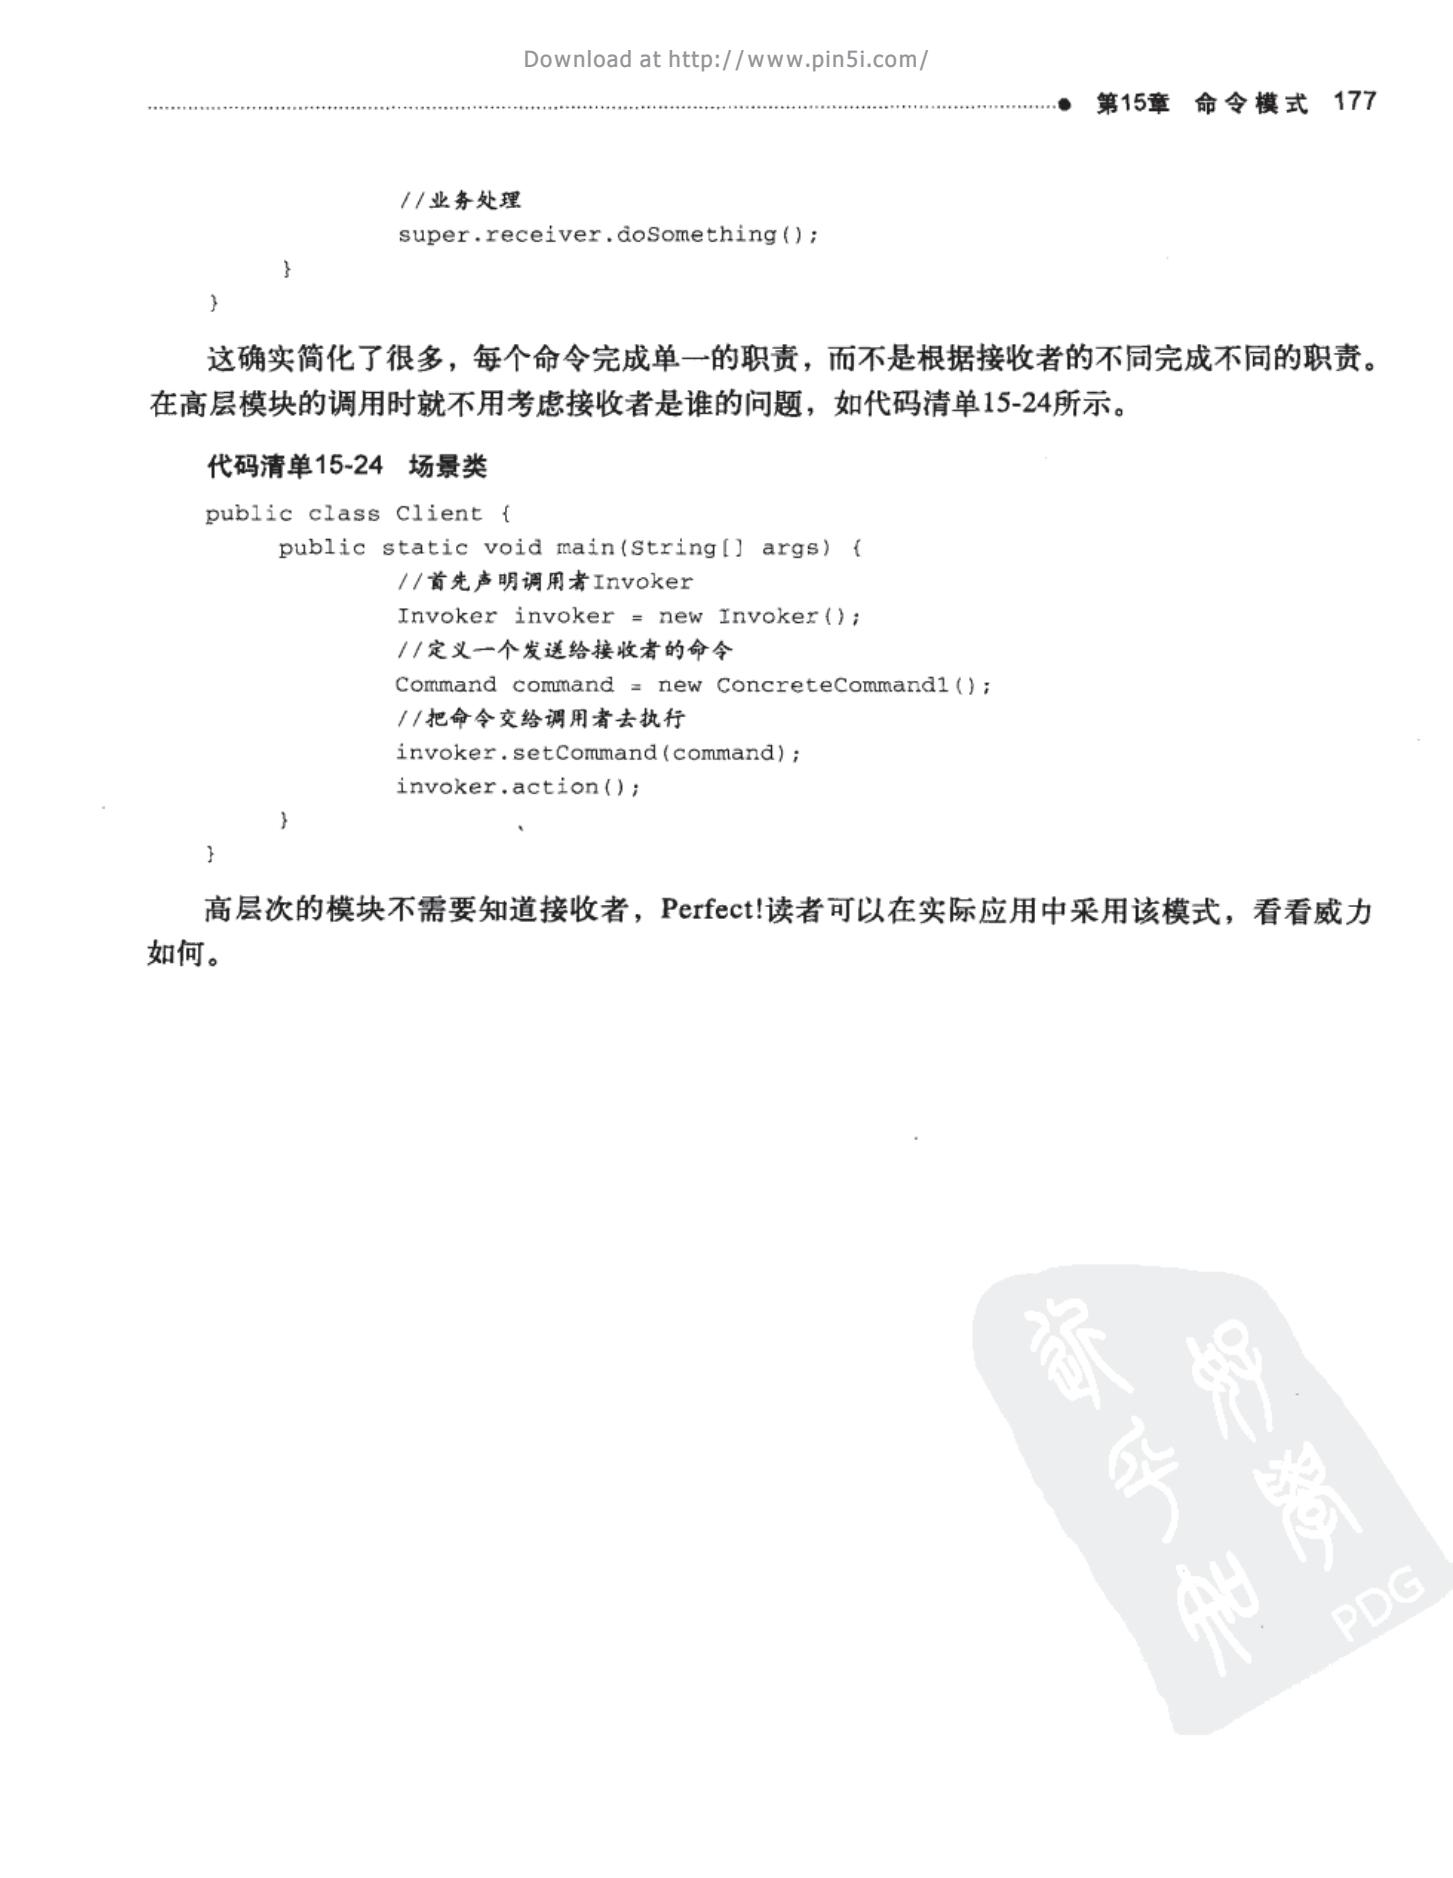 Download at http://www.pin5i.com/
第15章 命令模式 177
//业务处理
super.receiver.doSomething();
}
}
这确实简化了很多，每个命令完成单一的职责，而不是根据接收者的不同完成不同的职责。
在高层模块的调用时就不用考虑接收者是谁的问题，如代码清单15-24所示。
代码清单15-24 场景类
public class Client {
public static void main(String[] args) {
//首先声明调用者Invoker
Invoker invoker = new Invoker();
//定义一个发送给接收者的命令
Command command = new ConcreteCommand1();
//把命令交给调用者去执行
invoker.setCommand(command);
invoker.action();
}
}
高层次的模块不需要知道接收者，Perfect!读者可以在实际应用中采用该模式，看看威力
如何。
PDG